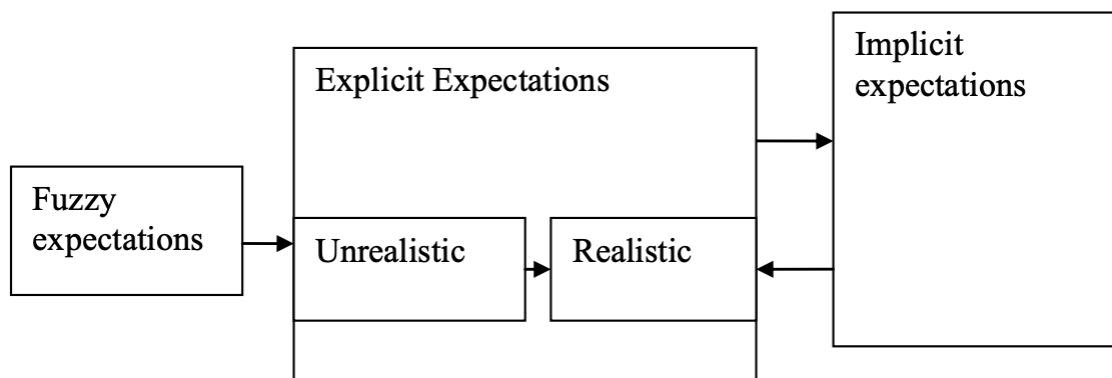 Implicit
expectations
Explicit Expectations
Fuzzy
expectations
Unrealistic
Realistic